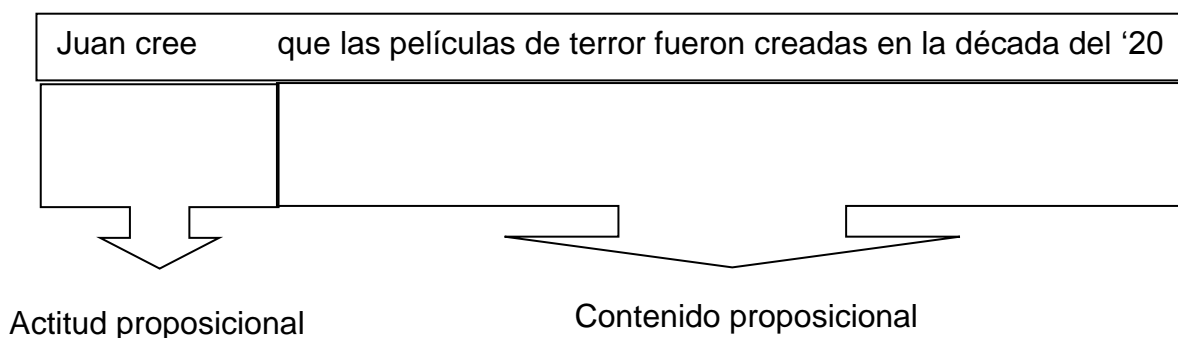 Juan cree que las películas de terror fueron creadas en la década del ‘20
Actitud proposicional
Contenido proposicional